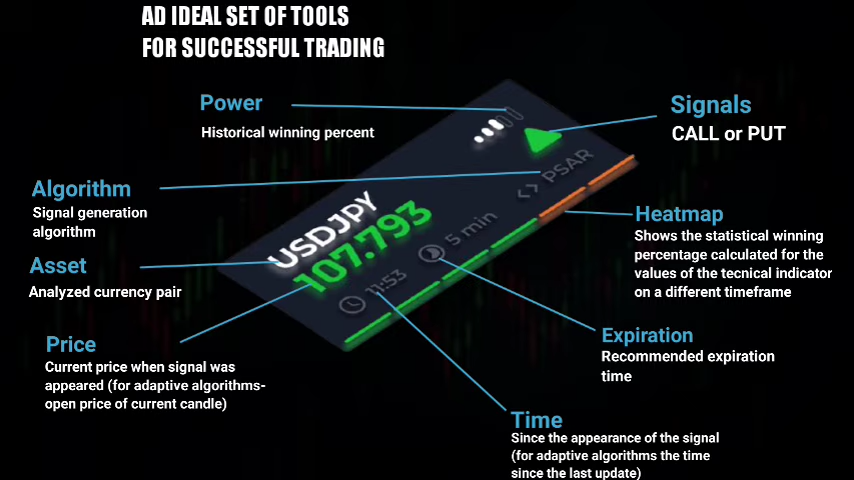 AD IDEAL SET OF TOOLS
FOR SUCCESSFUL TRADING
Power
Historical winning percent
Signals
CALL or PUT
Algorithm
Signal generation
algorithm
Asset
Analyzed currency pair
Price
Current price when signal was
appeared (for adaptive algorithms-
open price of current candle)
USDJPY
107.793
<> PSAR
11:53
5 min
Heatmap
Shows the statistical winning
percentage calculated for the
values of the tecnical indicator
on a different timeframe
Expiration
Recommended expiration
time
Time
Since the appearance of the signal
(for adaptive algorithms the time
since the last update)